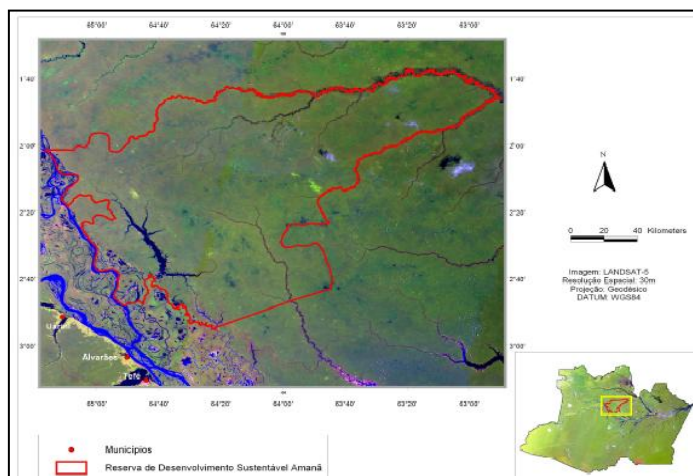 65°00' 64°40' 64°20' 64°00' 63°40' 63°20' 63°00'
1°40' 1°40'
2°00' 2°00'
2°20' 2°20'
2°40' 2°40'
3°00' 3°00'
Uarini
Alvarães
Tefé
65°00' 64°40' 64°20' 64°00' 63°40' 63°20' 63°00'
N
0 20 40 Kilometers
Imagem: LANDSAT-5
Resolução Espacial: 30m
Projeção: Geodésico
DATUM: WGS84
Municípios
Reserva de Desenvolvimento Sustentável Amanã